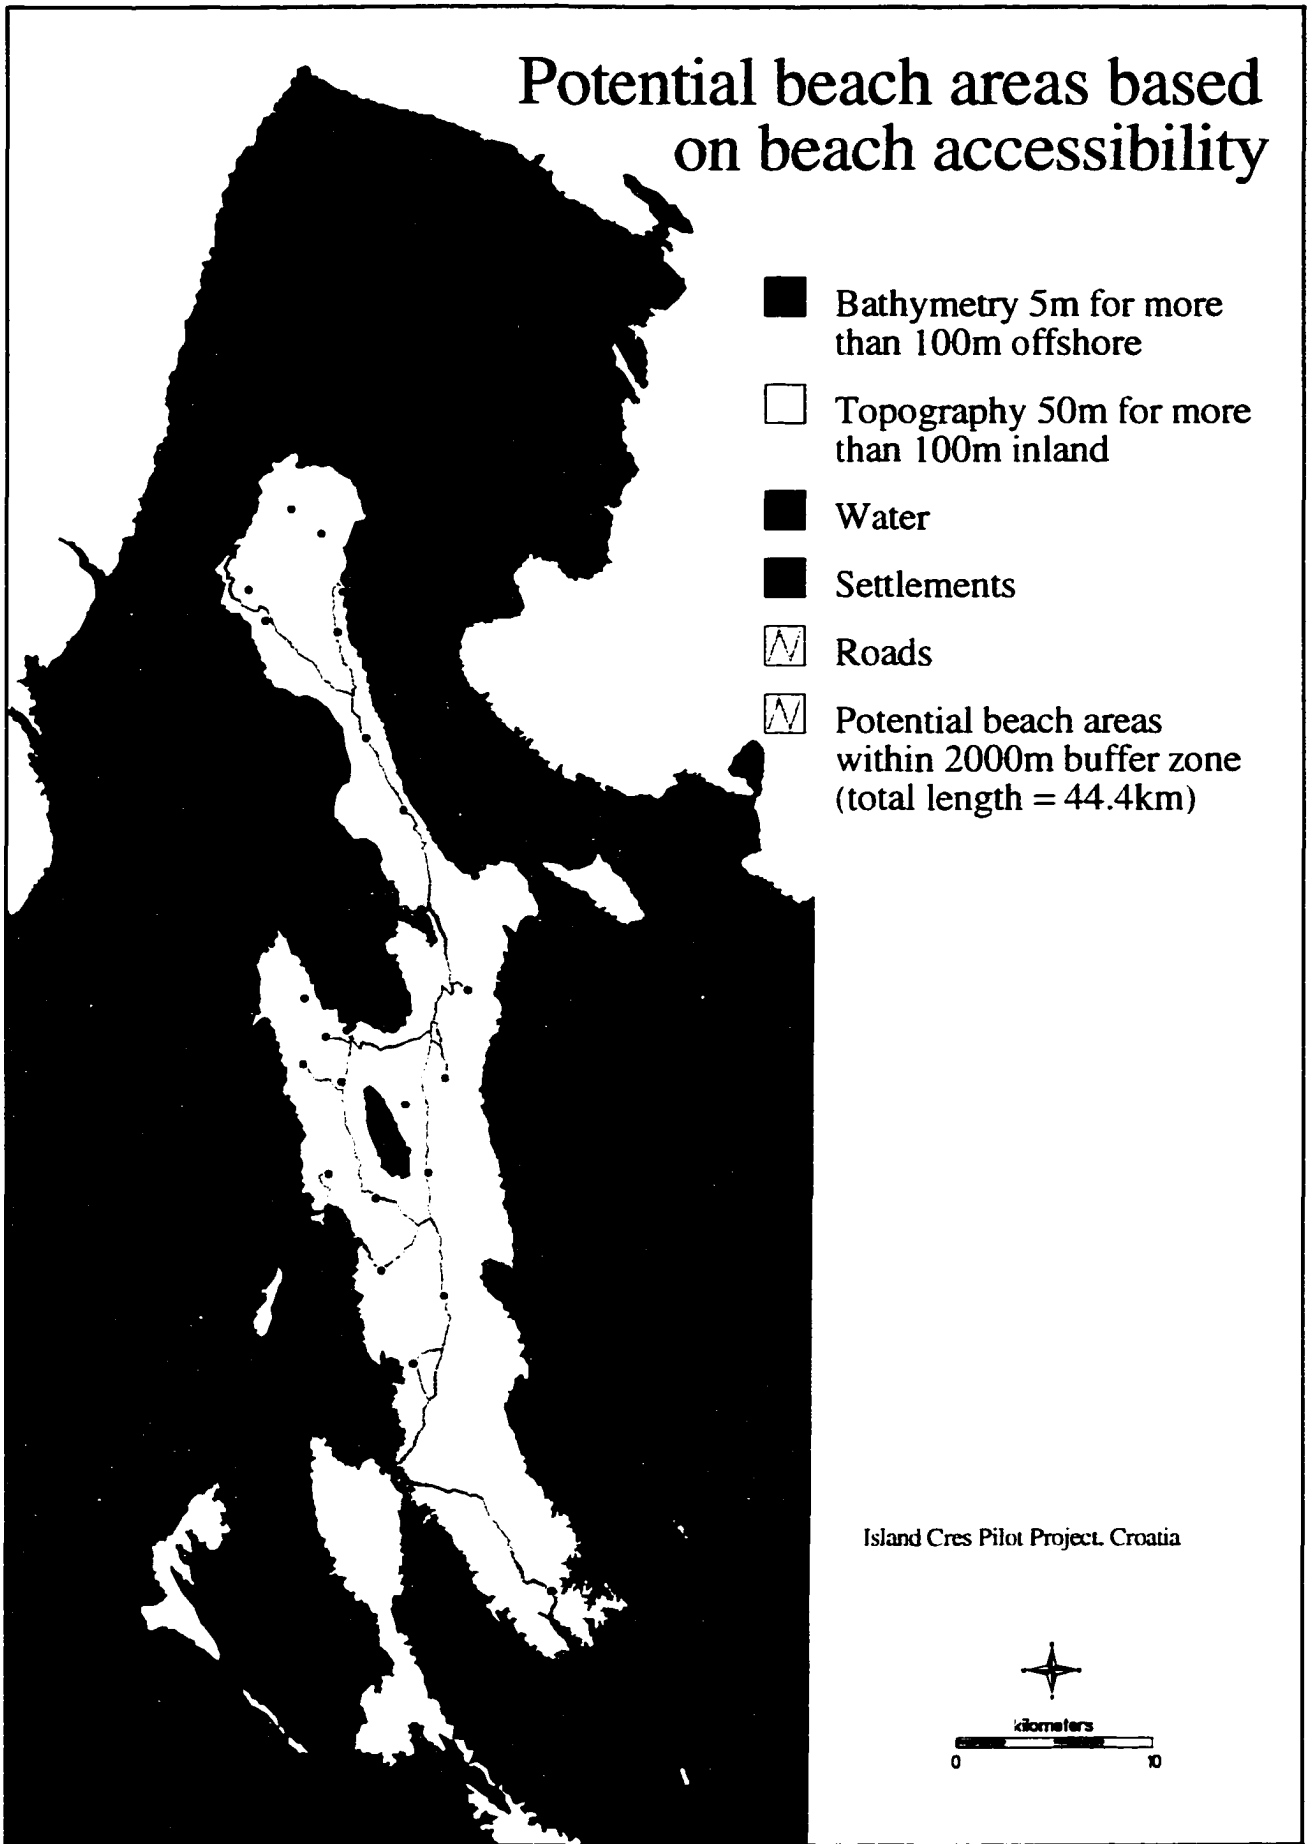 Potential beach areas based
on beach accessibility
Bathymetry 5m for more
than 100m offshore
Topography 50m for more
than 100m inland
Water
Settlements
Roads
Potential beach areas
within 2000m buffer zone
(total length = 44.4km)
Island Cres Pilot Project. Croatia
kilometers
0 10